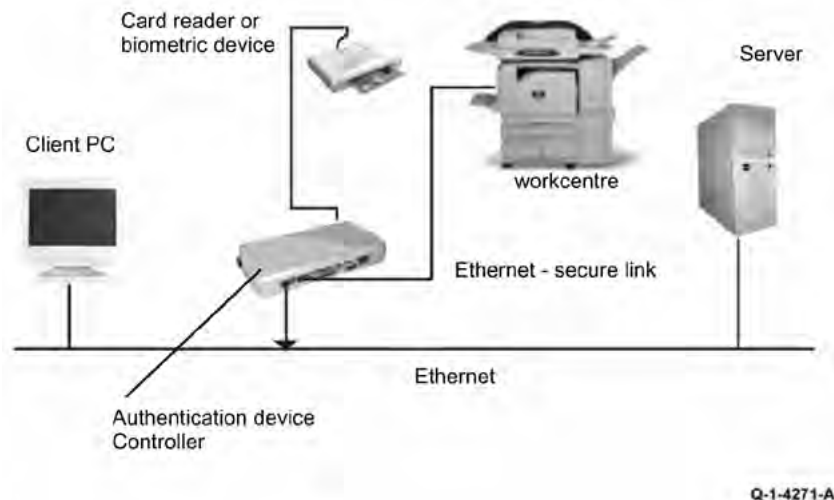 Card reader or
biometric device
Server
Client PC
workcentre
Ethernet - secure link
Ethernet
Authentication device
Controller
Q-1-4271-A